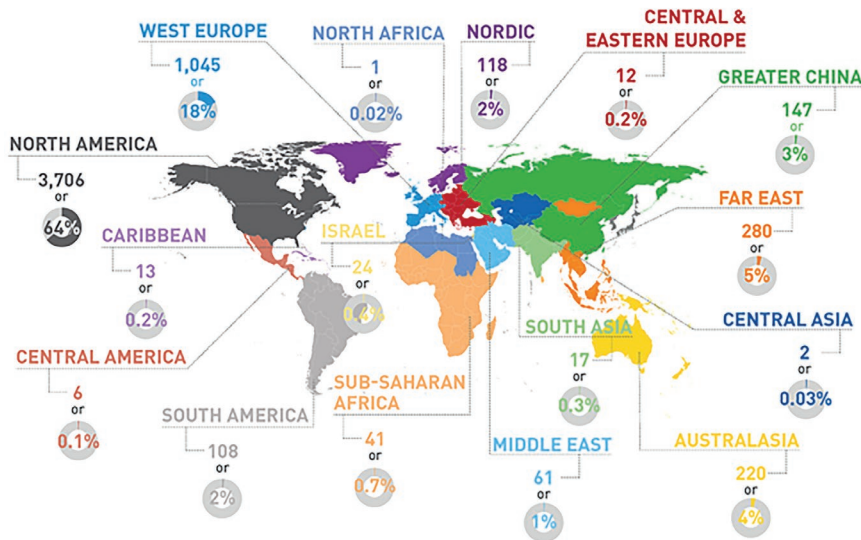 WEST EUROPE
1,045
or
18%
NORTH AFRICA
1
or
0.02%
NORDIC
118
or
2%
CENTRAL &
EASTERN EUROPE
12
or
0.2%
GREATER CHINA
147
or
3%
NORTH AMERICA
3,706
or
64%
CARIBBEAN
13
or
0.2%
ISRAEL
24
or
0.4%
FAR EAST
280
or
5%
CENTRAL AMERICA
6
or
0.1%
SOUTH AMERICA
108
or
2%
SUB-SAHARAN
AFRICA
41
or
0.7%
SOUTH ASIA
17
or
0.3%
CENTRAL ASIA
2
or
0.03%
MIDDLE EAST
61
or
1%
AUSTRALASIA
220
or
4%